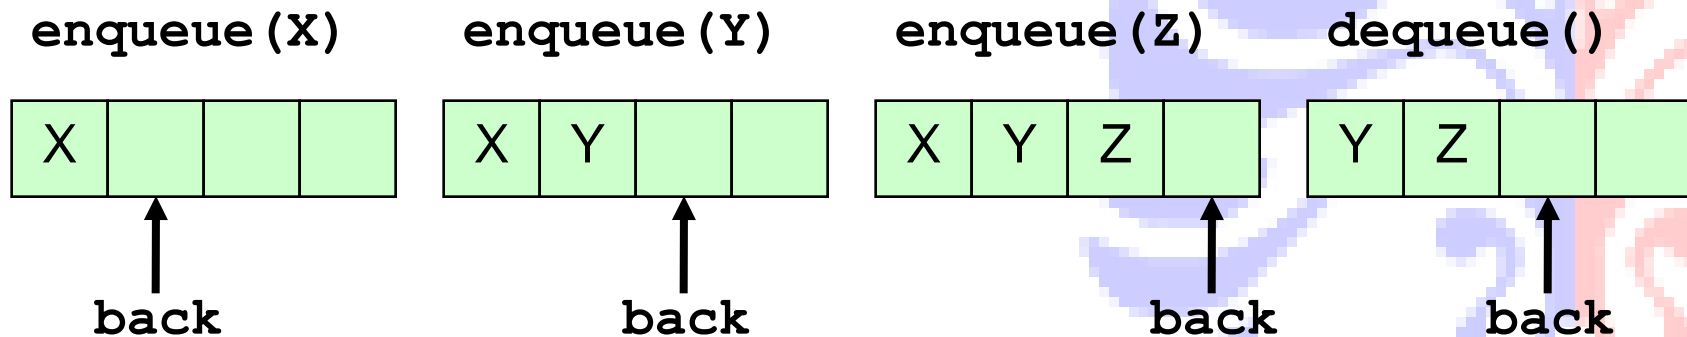 enqueue(X) enqueue(Y) enqueue(Z) dequeue()
X X Y X Y Z Y Z
back back back back